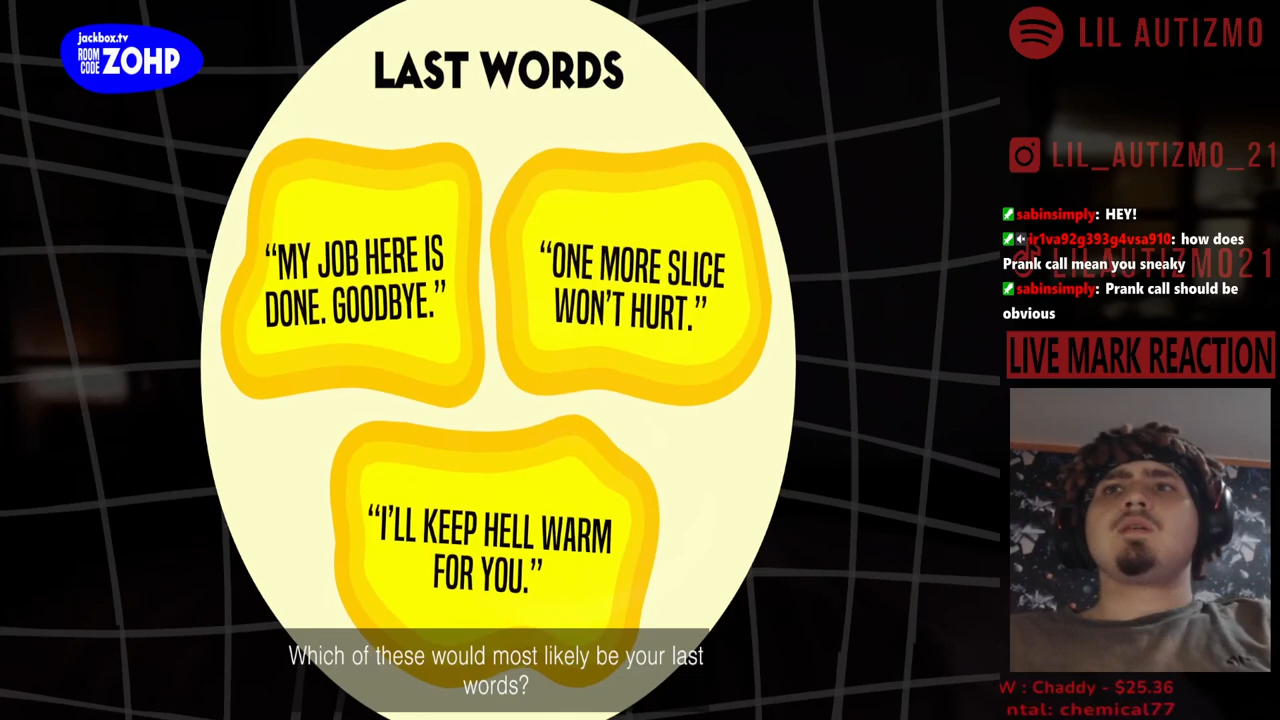 jackbox.tv
ROOM CODE ZOHP
LAST WORDS
“MY JOB HERE IS
DONE. GOODBYE.”
“ONE MORE SLICE
WON’T HURT.”
“I’LL KEEP HELL WARM
FOR YOU.”
Which of these would most likely be your last
words?
LIL AUTIZMO
LIL_AUTIZMO_21
sabinsimply: HEY!
ir1va92g393g4vsa910: how does
Prank call mean you sneaky
LILAUTIZMO21
sabinsimply: Prank call should be
obvious
LIVE MARK REACTION
W : Chaddy - $25.36
ntal: chemical77